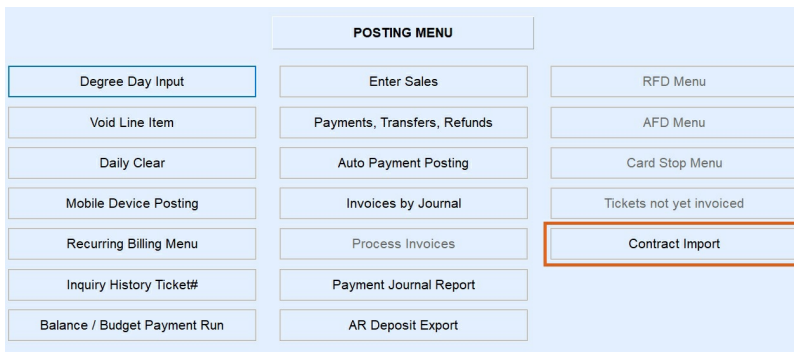 POSTING MENU
Degree Day Input
Enter Sales
RFD Menu
Void Line Item
Payments, Transfers, Refunds
AFD Menu
Daily Clear
Auto Payment Posting
Card Stop Menu
Mobile Device Posting
Invoices by Journal
Tickets not yet invoiced
Recurring Billing Menu
Process Invoices
Contract Import
Inquiry History Ticket#
Payment Journal Report
Balance / Budget Payment Run
AR Deposit Export